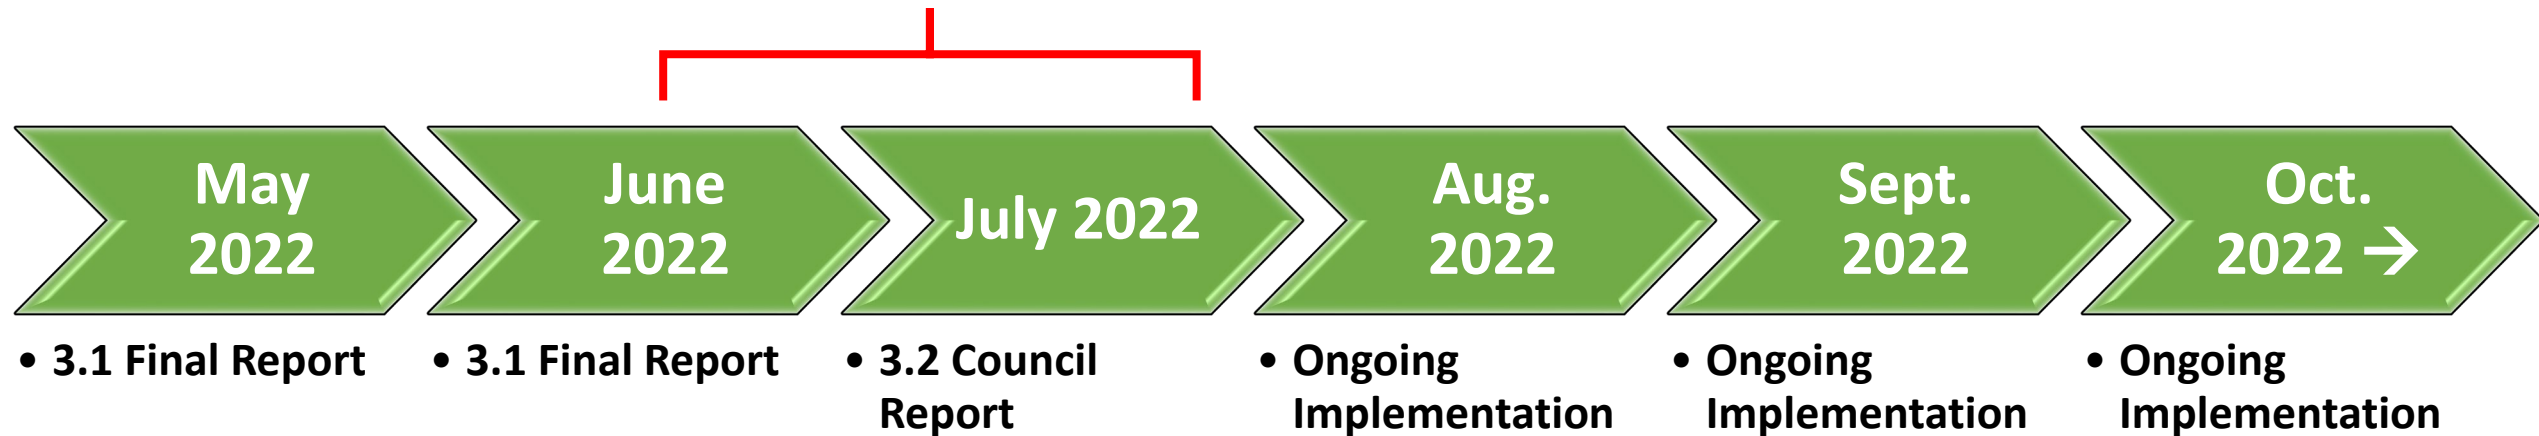 May
2022
June
2022
July 2022
Aug.
2022
Sept.
2022
Oct.
2022 →
• 3.1 Final Report
• 3.1 Final Report
• 3.2 Council
Report
• Ongoing
Implementation
• Ongoing
Implementation
• Ongoing
Implementation